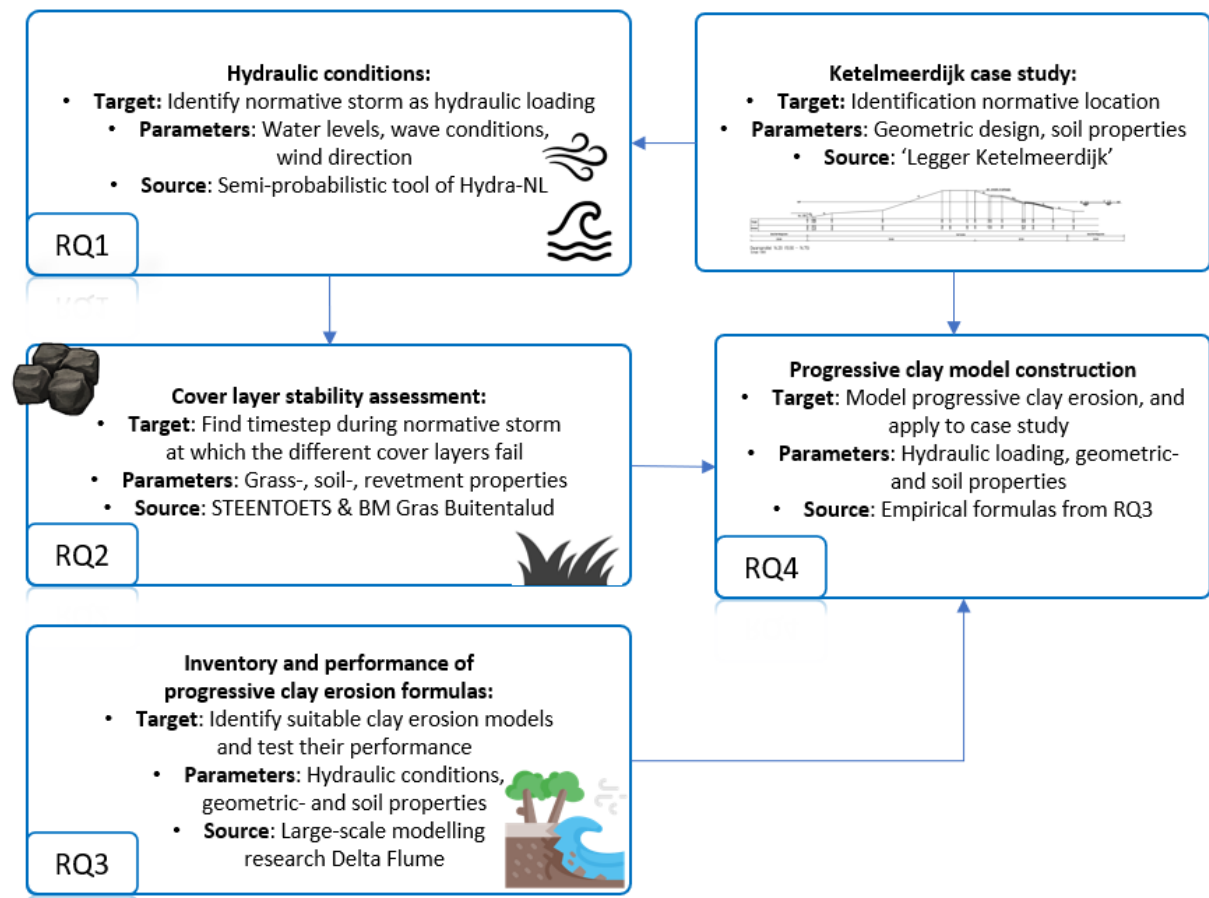 Hydraulic conditions:
• Target: Identify normative storm as hydraulic loading
• Parameters: Water levels, wave conditions,
wind direction
• Source: Semi-probabilistic tool of Hydra-NL
RQ1
Ketelmeerdijk case study:
• Target: Identification normative location
• Parameters: Geometric design, soil properties
• Source: ‘Legger Ketelmeerdijk’
Cover layer stability assessment:
• Target: Find timestep during normative storm
at which the different cover layers fail
• Parameters: Grass-, soil-, revetment properties
• Source: STEENTOETS & BM Gras Buitentalud
RQ2
Progressive clay model construction
• Target: Model progressive clay erosion, and
apply to case study
• Parameters: Hydraulic loading, geometric-
and soil properties
• Source: Empirical formulas from RQ3
RQ4
Inventory and performance of
progressive clay erosion formulas:
• Target: Identify suitable clay erosion models
and test their performance
• Parameters: Hydraulic conditions,
geometric- and soil properties
• Source: Large-scale modelling
research Delta Flume
RQ3